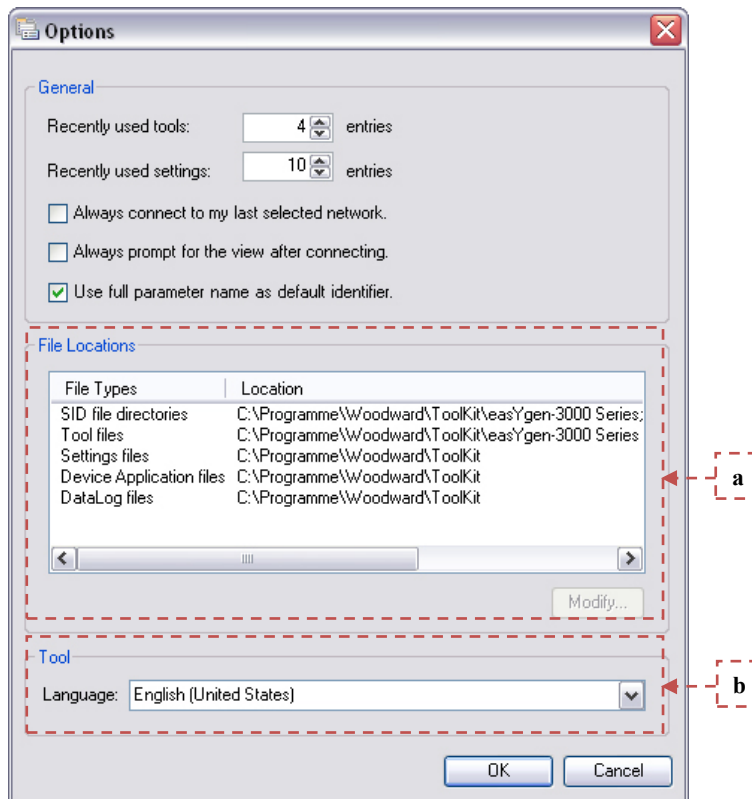 Options
General
Recently used tools: 4 entries
Recently used settings: 10 entries
Always connect to my last selected network.
Always prompt for the view after connecting.
Use full parameter name as default identifier.
File Locations
File Types Location
SID file directories C:\Programme\Woodward\ToolKit\easYgen-3000 Series;
Tool files C:\Programme\Woodward\ToolKit\easYgen-3000 Series
Settings files C:\Programme\Woodward\ToolKit
Device Application files C:\Programme\Woodward\ToolKit
DataLog files C:\Programme\Woodward\ToolKit
a
Modify...
Tool
Language: English (United States)
b
OK Cancel